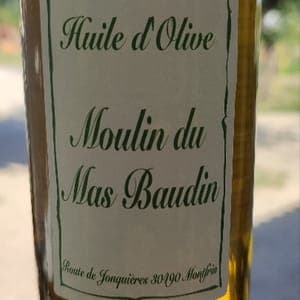 Huile d'Olive
Moulin du
Mas Baudin
Route de Jonquières 30490 Montfrin